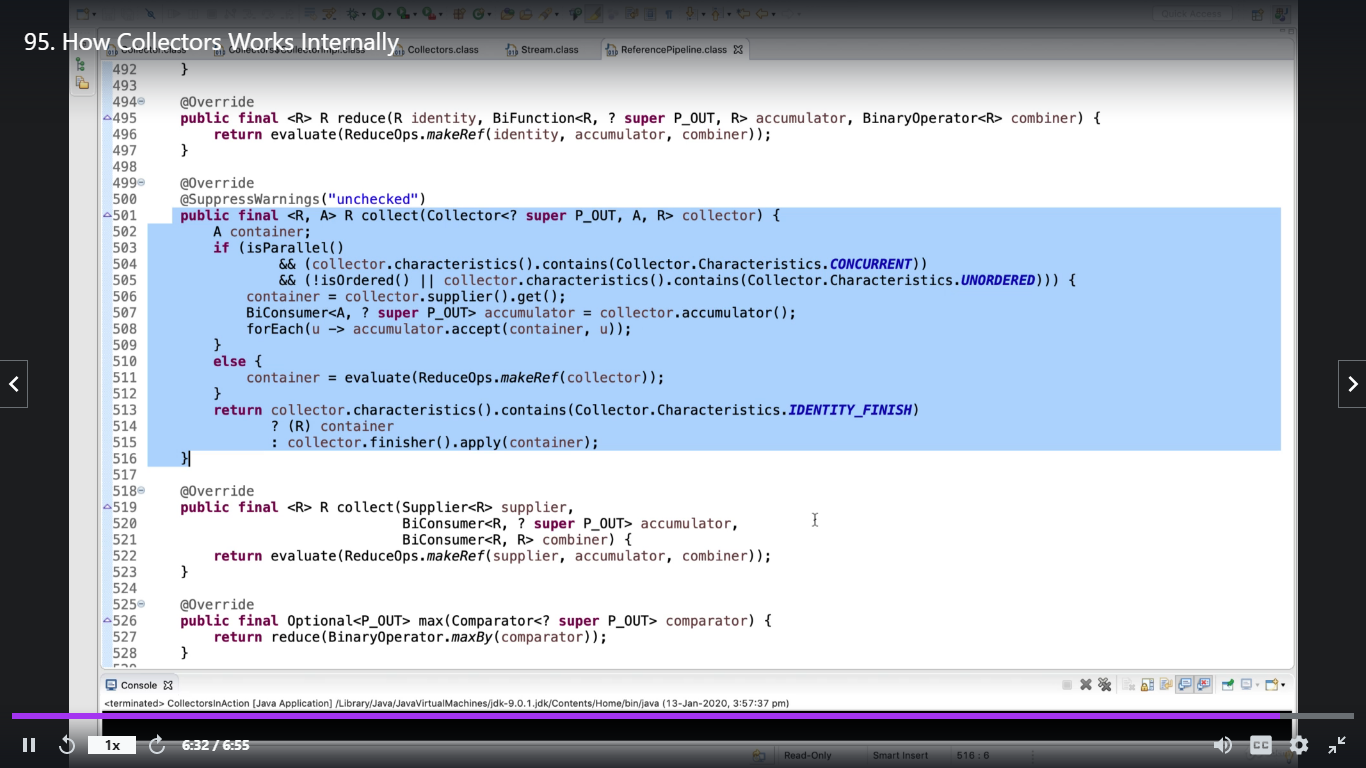 Quick Access
95. How Collectors Works Internally
Collectors.class
Stream.class
ReferencePipeline.class
492 }
493
494 @Override
495 public final <R> R reduce(R identity, BiFunction<R, ? super P_OUT, R> accumulator, BinaryOperator<R> combiner) {
496 return evaluate(ReduceOps.makeRef(identity, accumulator, combiner));
497 }
498
499 @Override
500 @SuppressWarnings("unchecked")
501 public final <R, A> R collect(Collector<? super P_OUT, A, R> collector) {
502 A container;
503 if (isParallel()
504 && (collector.characteristics().contains(Collector.Characteristics.CONCURRENT))
505 && (!isOrdered() || collector.characteristics().contains(Collector.Characteristics.UNORDERED))) {
506 container = collector.supplier().get();
507 BiConsumer<A, ? super P_OUT> accumulator = collector.accumulator();
508 forEach(u -> accumulator.accept(container, u));
509 }
510 else {
511 container = evaluate(ReduceOps.makeRef(collector));
512 }
513 return collector.characteristics().contains(Collector.Characteristics.IDENTITY_FINISH)
514 ? (R) container
515 : collector.finisher().apply(container);
516 }
517
518 @Override
519 public final <R> R collect(Supplier<R> supplier,
520 BiConsumer<R, ? super P_OUT> accumulator,
521 BiConsumer<R, R> combiner) {
522 return evaluate(ReduceOps.makeRef(supplier, accumulator, combiner));
523 }
524
525 @Override
526 public final Optional<P_OUT> max(Comparator<? super P_OUT> comparator) {
527 return reduce(BinaryOperator.maxBy(comparator));
528 }
Console
<terminated> CollectorsInAction [Java Application] /Library/Java/JavaVirtualMachines/jdk-9.0.1.jdk/Contents/Home/bin/java (13-Jan-2020, 3:57:37 pm)
1x
6:32 / 6:55
CC
Read-Only
Smart Insert
516 : 6